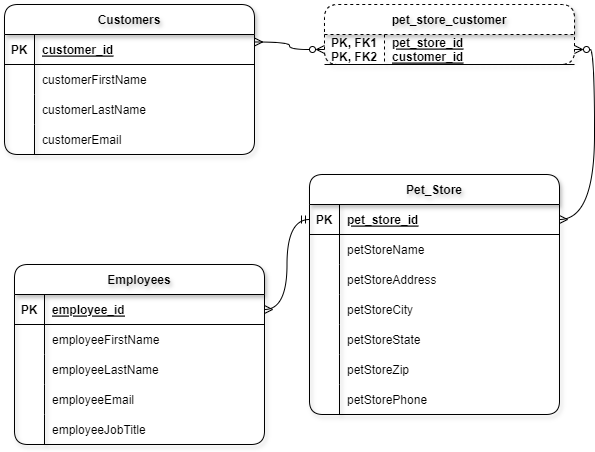 Customers
PK customer_id
customerFirstName
customerLastName
customerEmail
pet_store_customer
PK, FK1 pet_store_id
PK, FK2 customer_id
Pet_Store
PK pet_store_id
petStoreName
petStoreAddress
petStoreCity
petStoreState
petStoreZip
petStorePhone
Employees
PK employee_id
employeeFirstName
employeeLastName
employeeEmail
employeeJobTitle